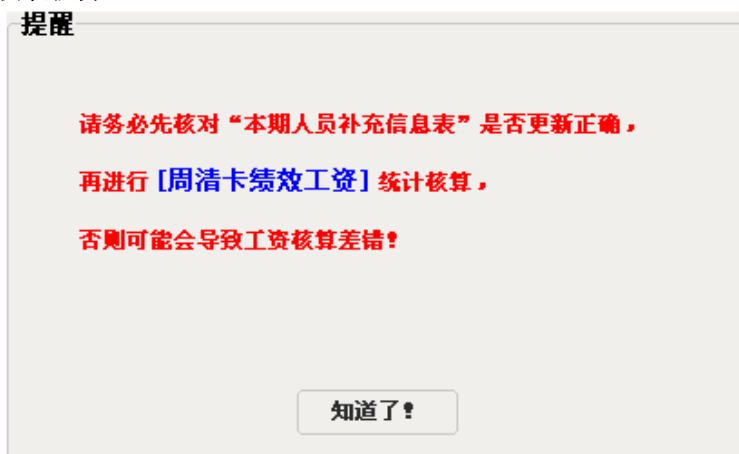 提醒
请务必先核对“本期人员补充信息表”是否更新正确，
再进行 [周清卡绩效工资] 统计核算，
否则可能会导致工资核算差错！
知道了！